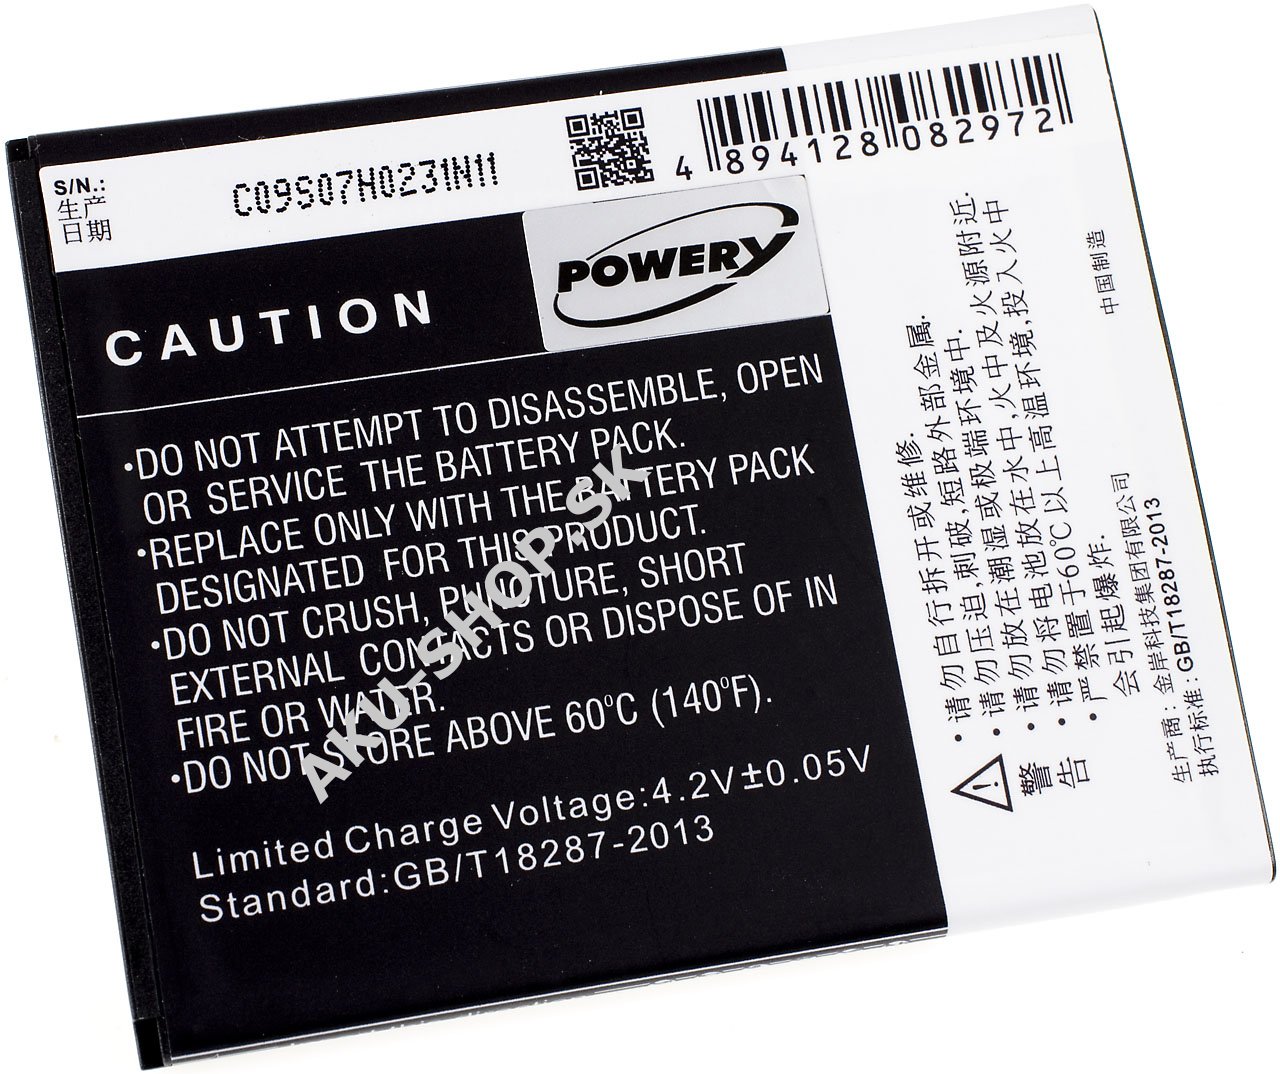 S/N.:
生产
日期
C09S07H0231N11
4 894128 082972
POWERY
CAUTION
•DO NOT ATTEMPT TO DISASSEMBLE, OPEN
OR SERVICE THE BATTERY PACK.
•REPLACE ONLY WITH THE BATTERY PACK
DESIGNATED FOR THIS PRODUCT.
•DO NOT CRUSH, PUNCTURE, SHORT
EXTERNAL CONTACTS OR DISPOSE OF IN
FIRE OR WATER.
•DO NOT STORE ABOVE 60°C (140°F).
Limited Charge Voltage:4.2V±0.05V
Standard:GB/T18287-2013
AKU-SHOP.SK
警告
•请勿自行拆开或维修.
•请勿压迫,刺破,短路外部金属.
•请勿放在潮湿或极端环境中.
•请勿将电池放在水中,火中及火源附近.
•严禁置于60℃以上高温环境,投入火中
会引起爆炸.
生产商:金岸科技集团有限公司
执行标准:GB/T18287-2013
中国制造